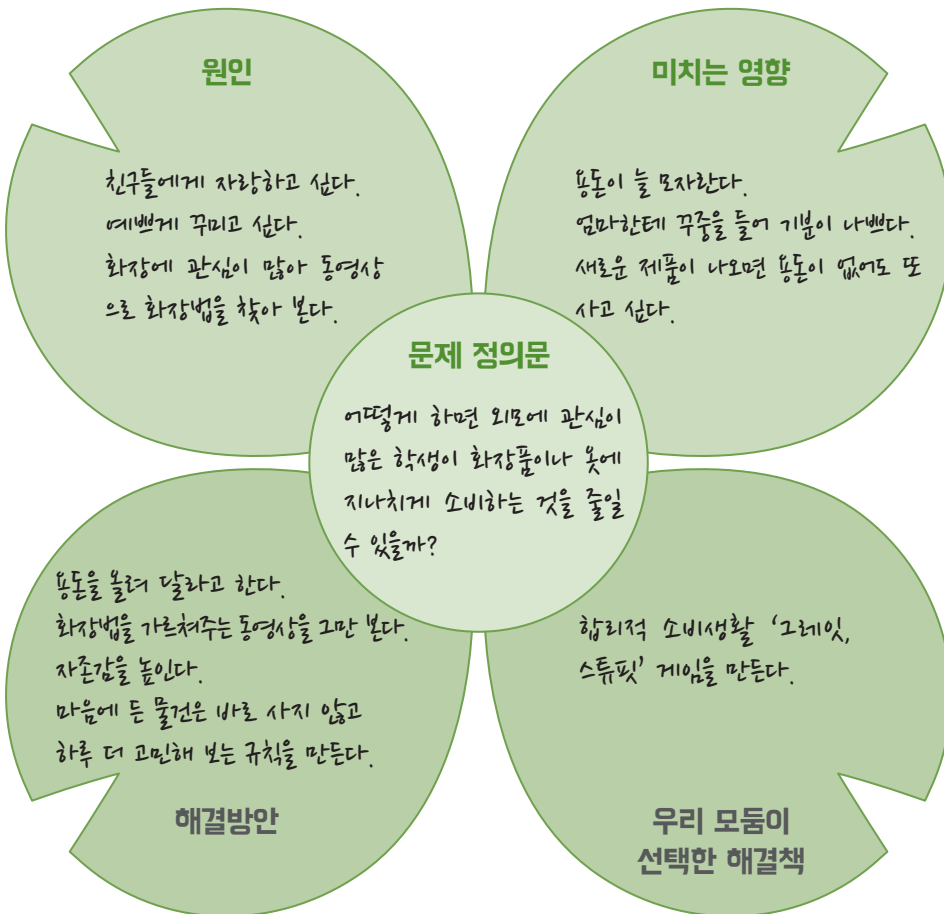 원인
친구들에게 자랑하고 싶다.
예쁘게 꾸미고 싶다.
화장에 관심이 많아 동영상
으로 화장법을 찾아 본다.
미치는 영향
용돈이 늘 모자란다.
엄마한테 꾸중을 들어 기분이 나쁘다.
새로운 제품이 나오면 용돈이 없어도 또
사고 싶다.
문제 정의문
어떻게 하면 외모에 관심이
많은 학생이 화장품이나 옷에
지나치게 소비하는 것을 줄일
수 있을까?
용돈을 올려 달라고 한다.
화장법을 가르쳐주는 동영상을 그만 본다.
자존감을 높인다.
마음에 든 물건은 바로 사지 않고
하루 더 고민해 보는 규칙을 만든다.
해결방안
합리적 소비생활 ‘그레잇,
스튜핏’ 게임을 만든다.
우리 모둠이
선택한 해결책